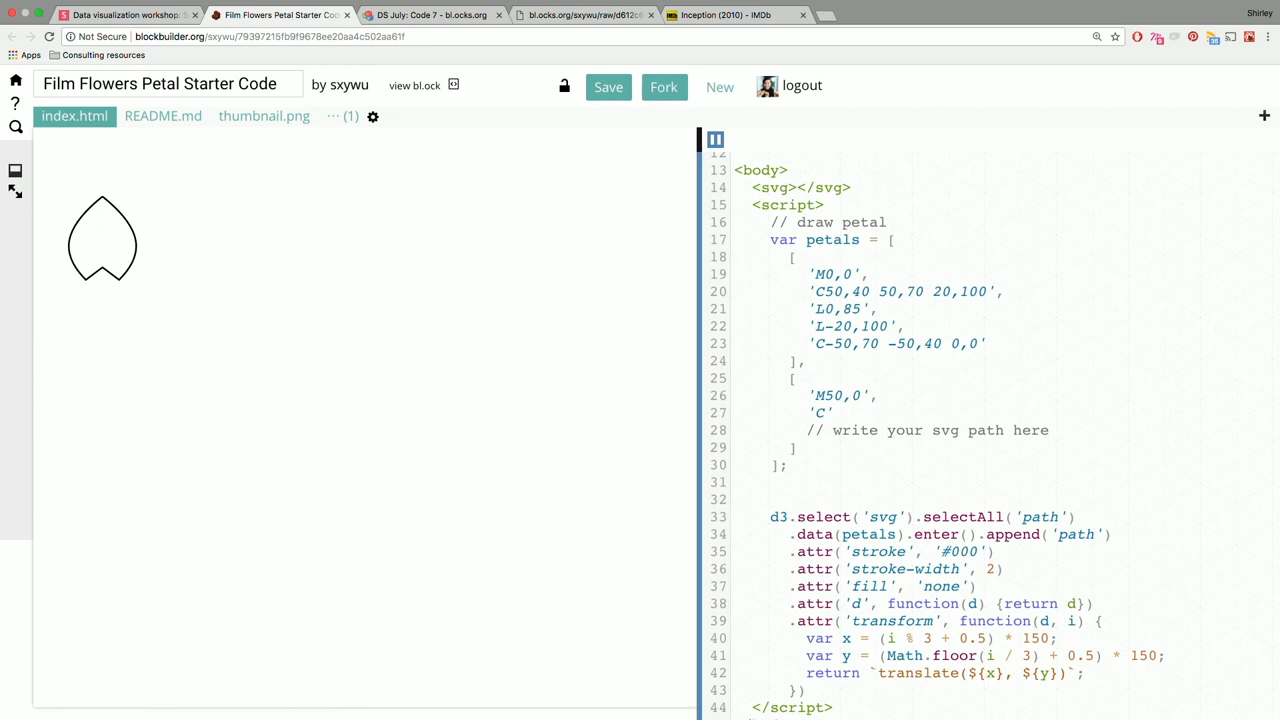 Data visualization workshop: S
Film Flowers Petal Starter Cod
DS July: Code 7 - bl.ocks.org
bl.ocks.org/sxywu/raw/d612c6
Inception (2010) - IMDb
Shirley
Not Secure
blockbuilder.org/sxywu/79397215fb9f9678ee20aa4c502aa61f
Apps
Consulting resources
Film Flowers Petal Starter Code
by sxywu
view bl.ock
Save
Fork
New
logout
index.html
README.md
thumbnail.png
··· (1)
12
13 <body>
14 <svg></svg>
15 <script>
16 // draw petal
17 var petals = [
18 [
19 'M0,0',
20 'C50,40 50,70 20,100',
21 'L0,85',
22 'L-20,100',
23 'C-50,70 -50,40 0,0'
24 ],
25 [
26 'M50,0',
27 'C'
28 // write your svg path here
29 ]
30 ];
31
32
33 d3.select('svg').selectAll('path')
34 .data(petals).enter().append('path')
35 .attr('stroke', '#000')
36 .attr('stroke-width', 2)
37 .attr('fill', 'none')
38 .attr('d', function(d) {return d})
39 .attr('transform', function(d, i) {
40 var x = (i % 3 + 0.5) * 150;
41 var y = (Math.floor(i / 3) + 0.5) * 150;
42 return `translate(${x}, ${y})`;
43 })
44 </script>